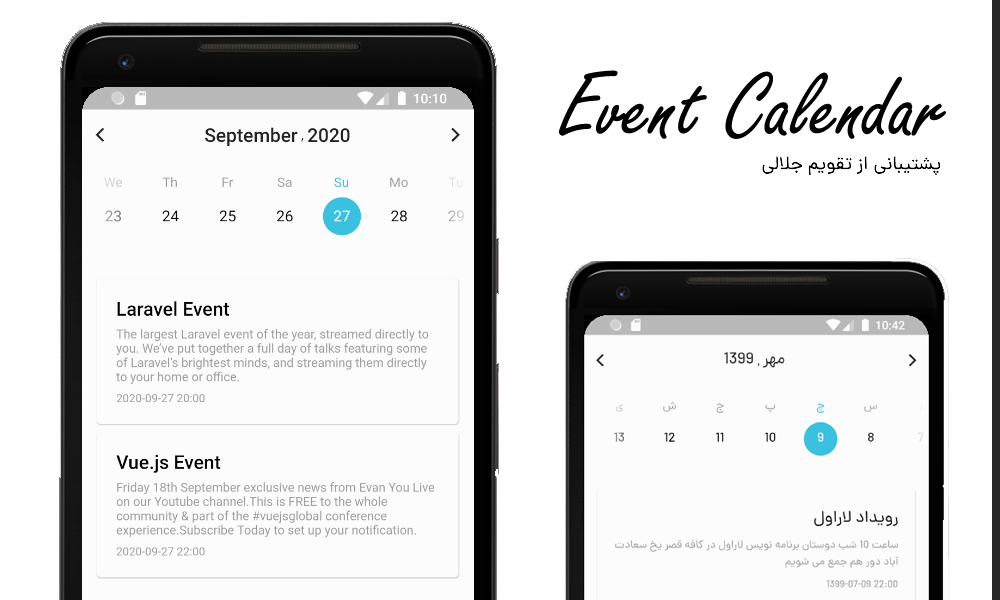 10:10
September , 2020
We Th Fr Sa Su Mo Tu
23 24 25 26 27 28 29
Laravel Event
The largest Laravel event of the year, streamed directly to
you. We've put together a full day of talks featuring some
of Laravel's brightest minds, and streaming them directly
to your home or office.
2020-09-27 20:00
Vue.js Event
Friday 18th September exclusive news from Evan You Live
on our Youtube channel.This is FREE to the whole
community & part of the #vuejsglobal conference
experience.Subscribe Today to set up your notification.
2020-09-27 22:00
Event Calendar
پشتیبانی از تقویم جلالی
10:42
مهر , 1399
س چ پ ج ش ی
7 8 9 10 11 12 13
رویداد لاراول
ساعت 10 شب دوستان برنامه نویس لاراول در کافه قصر یخ سعادت
آباد دور هم جمع می شویم
1399-07-09 22:00